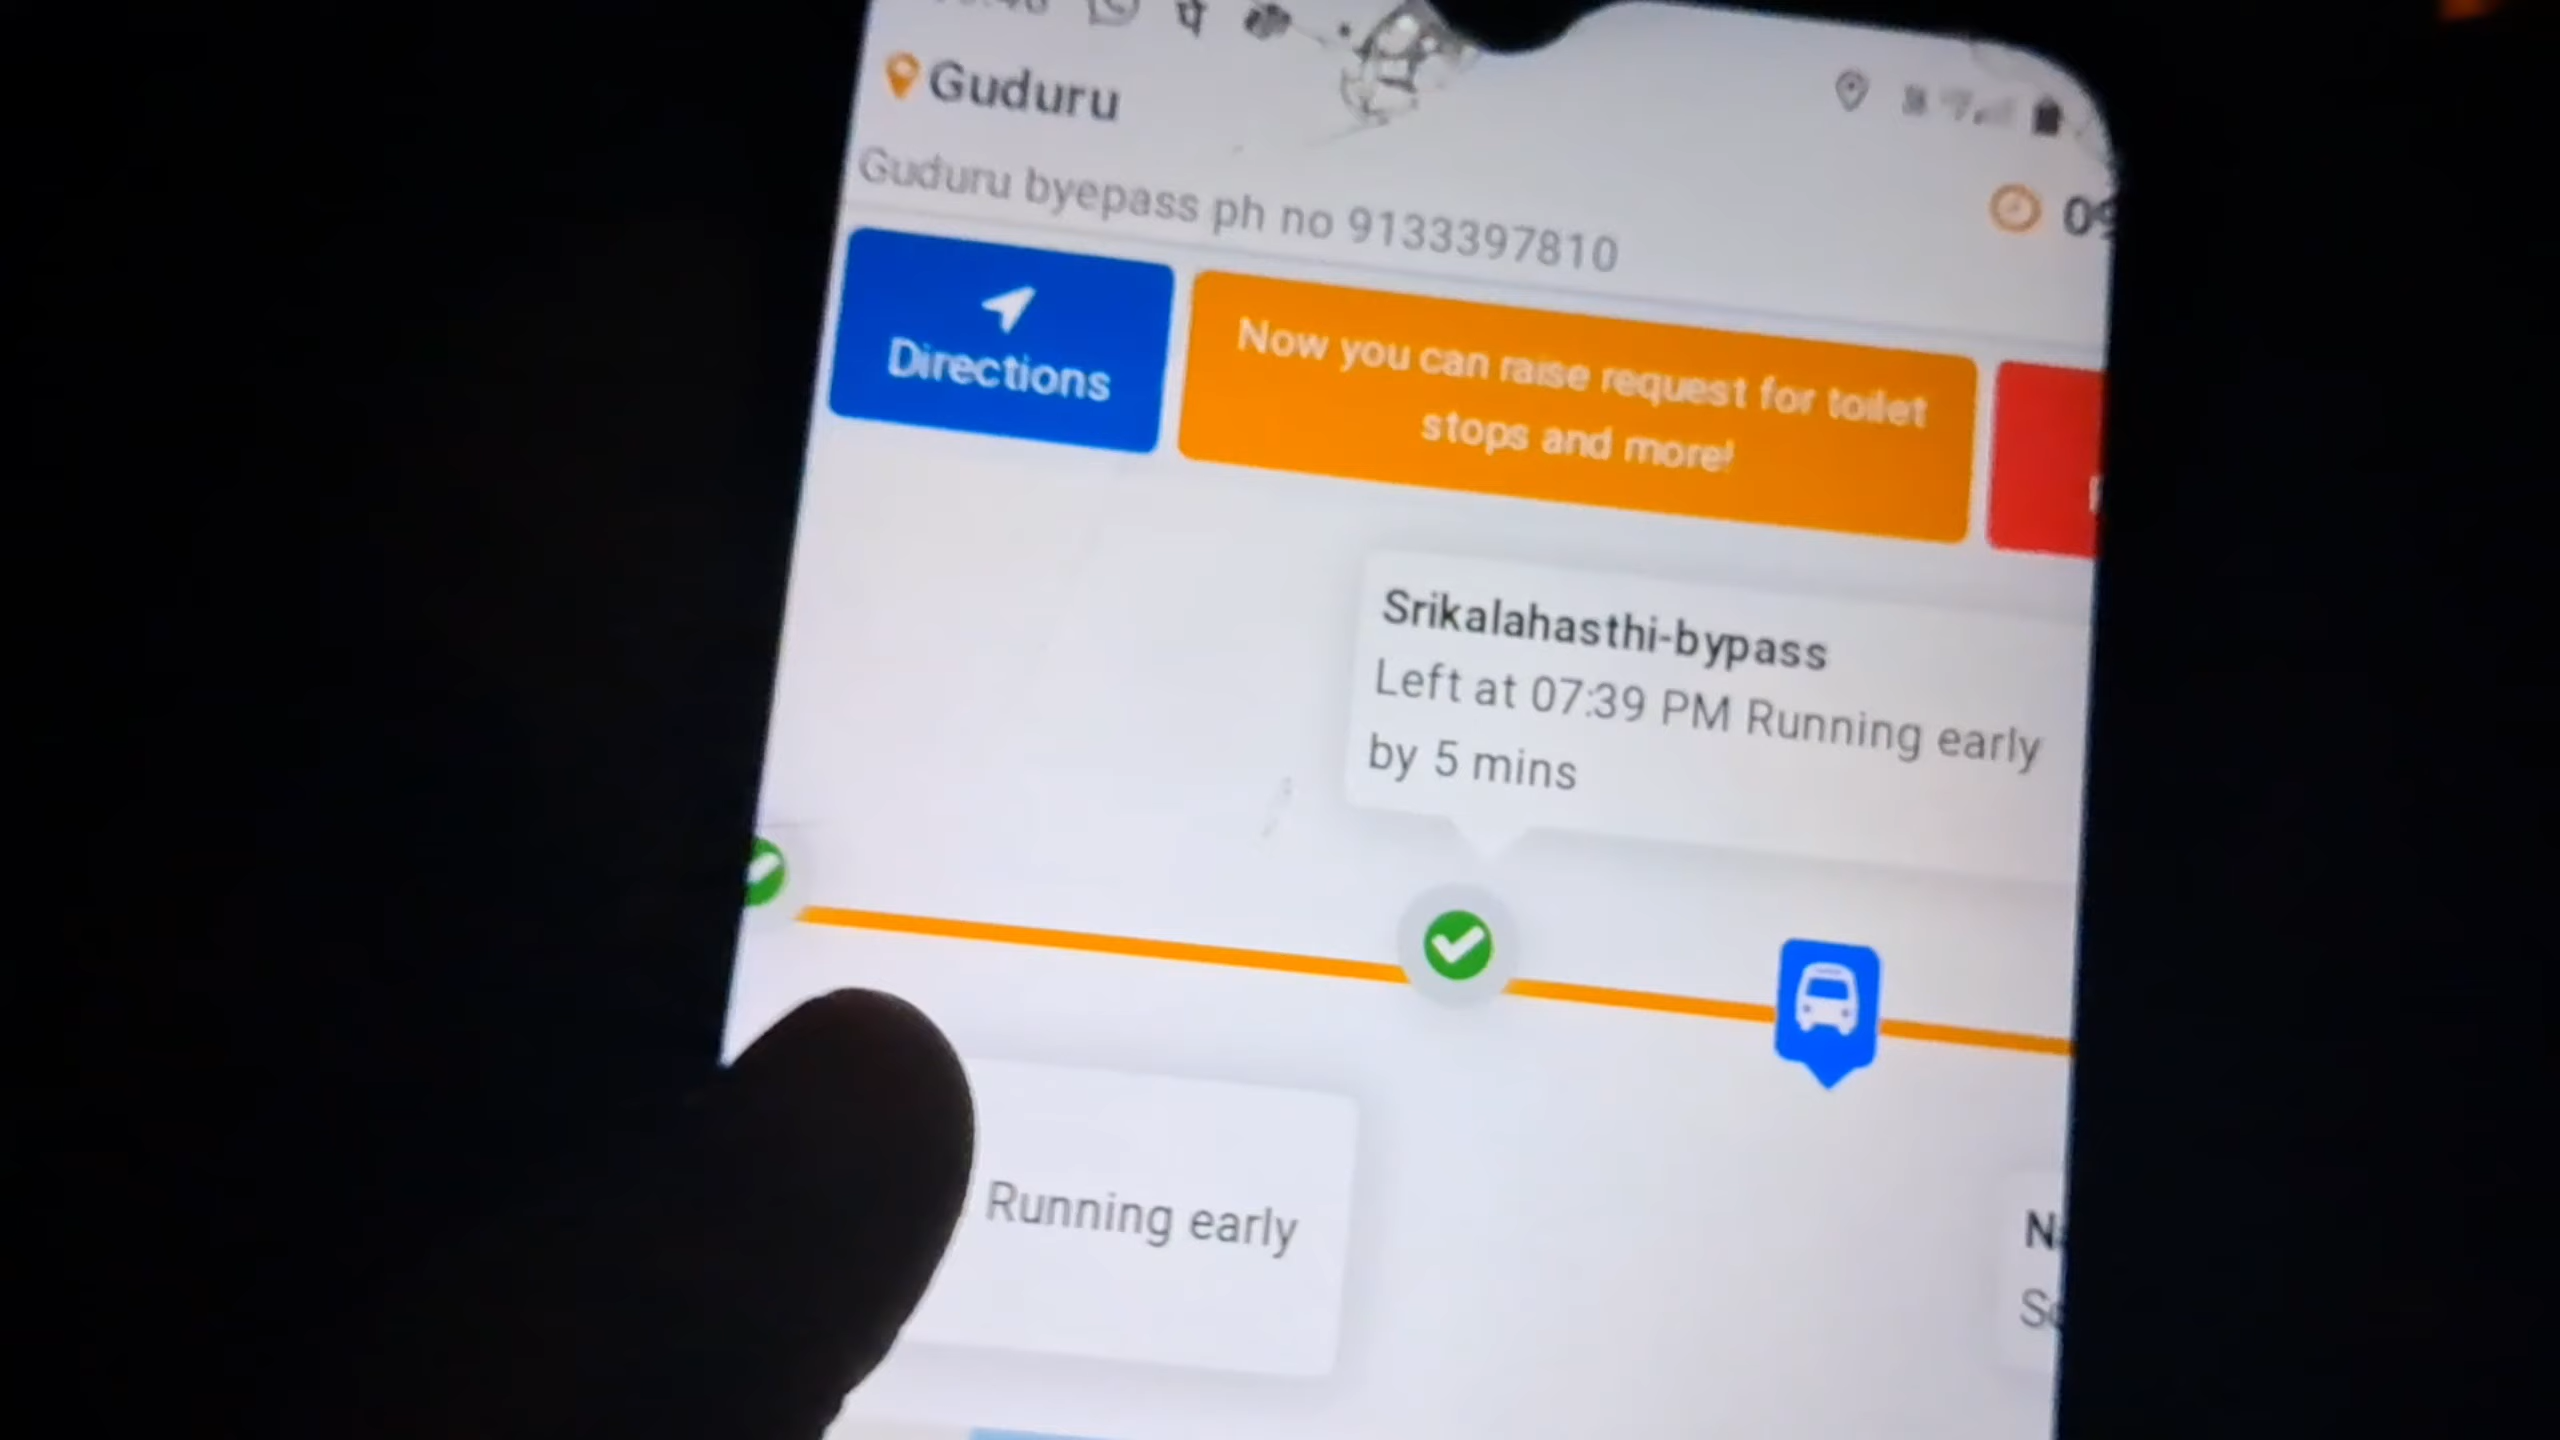 Guduru
Guduru byepass ph no 9133397810
Directions
Now you can raise request for toilet
stops and more!
Srikalahasthi-bypass
Left at 07:39 PM Running early
by 5 mins
Running early